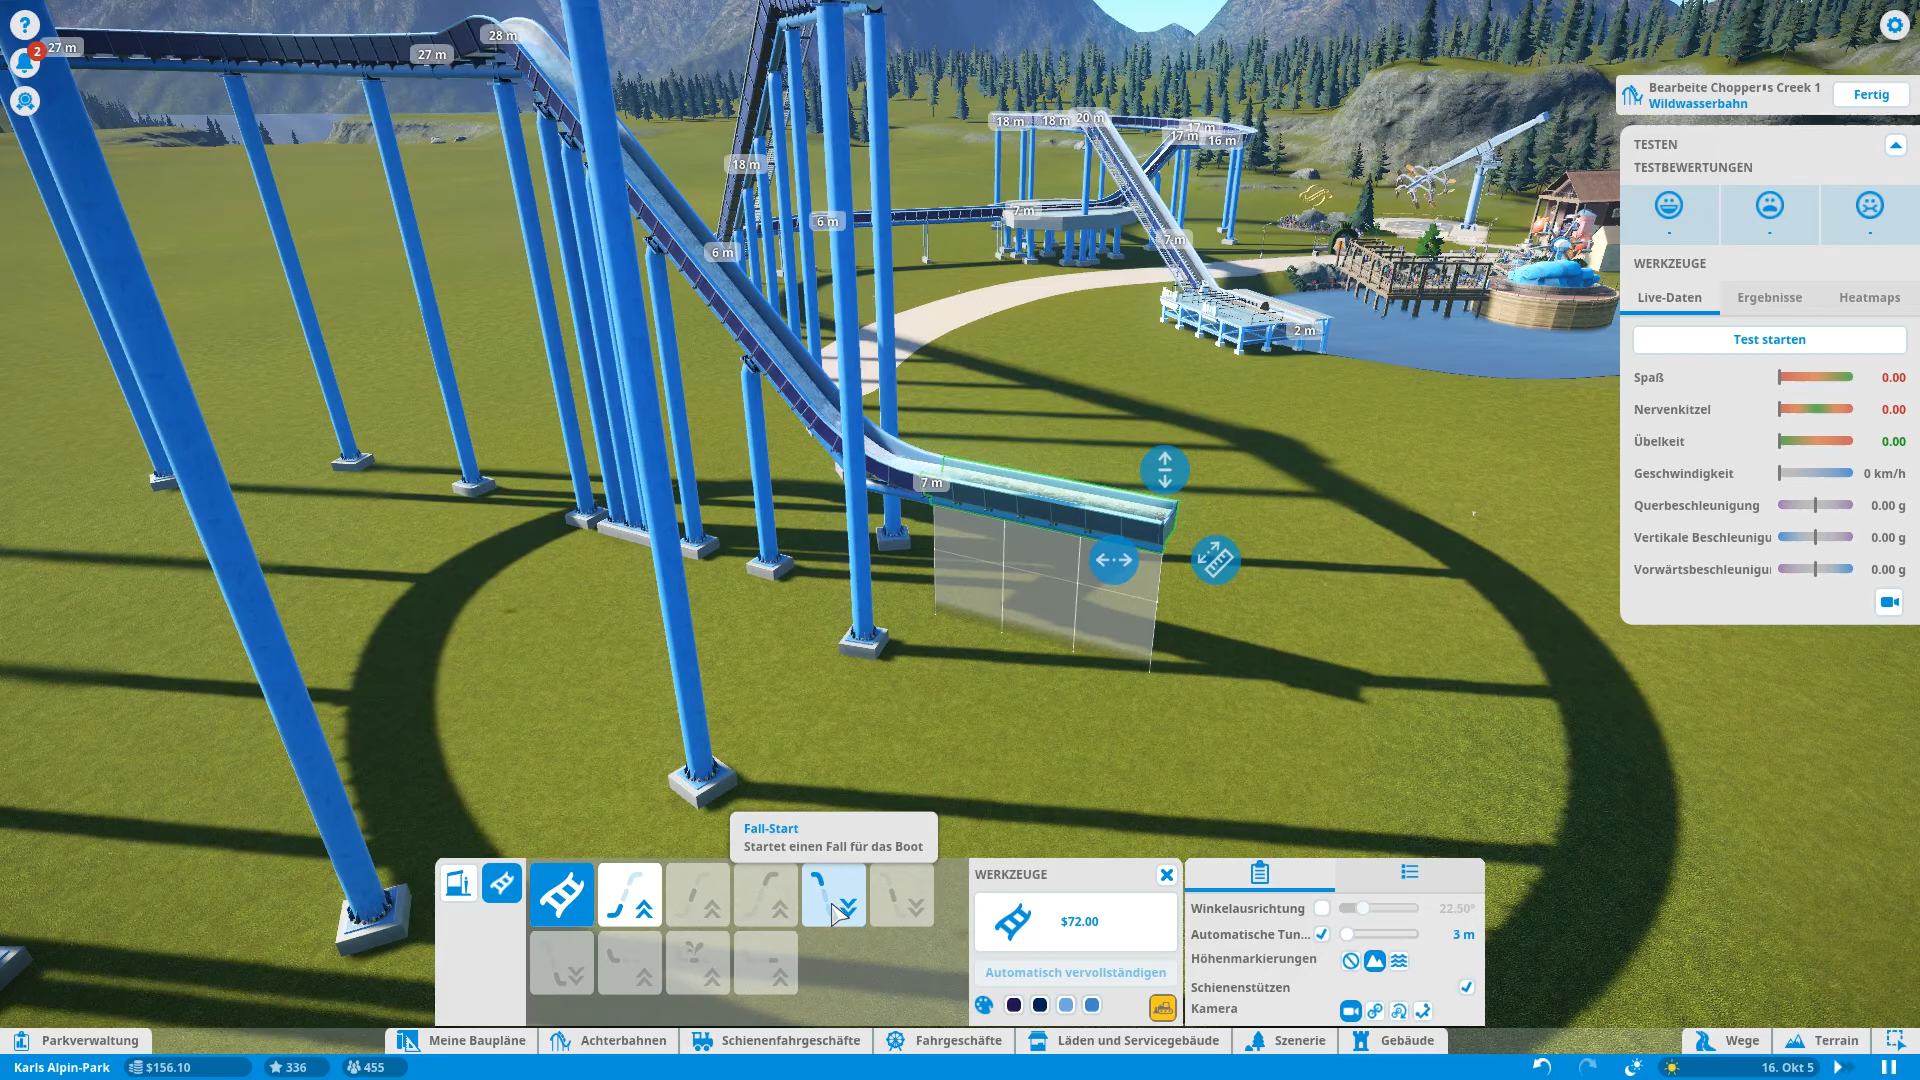 ?
2
27 m
27 m
28 m
18 m
6 m
6 m
7 m
18 m
18 m
20 m
17 m
17 m
16 m
7 m
7 m
2 m
Bearbeite Chopper's Creek 1
Wildwasserbahn
Fertig
TESTEN
TESTBEWERTUNGEN
-
-
-
WERKZEUGE
Live-Daten
Ergebnisse
Heatmaps
Test starten
Spaß 0.00
Nervenkitzel 0.00
Übelkeit 0.00
Geschwindigkeit 0 km/h
Querbeschleunigung 0.00 g
Vertikale Beschleunigu 0.00 g
Vorwärtsbeschleunigu 0.00 g
Fall-Start
Startet einen Fall für das Boot
WERKZEUGE
$72.00
Automatisch vervollständigen
Winkelausrichtung 22.50°
Automatische Tun... 3 m
Höhenmarkierungen
Schienenstützen
Kamera
Parkverwaltung
Meine Baupläne
Achterbahnen
Schienenfahrgeschäfte
Fahrgeschäfte
Läden und Servicegebäude
Szenerie
Gebäude
Wege
Terrain
Karls Alpin-Park
$156.10
336
455
16. Okt 5